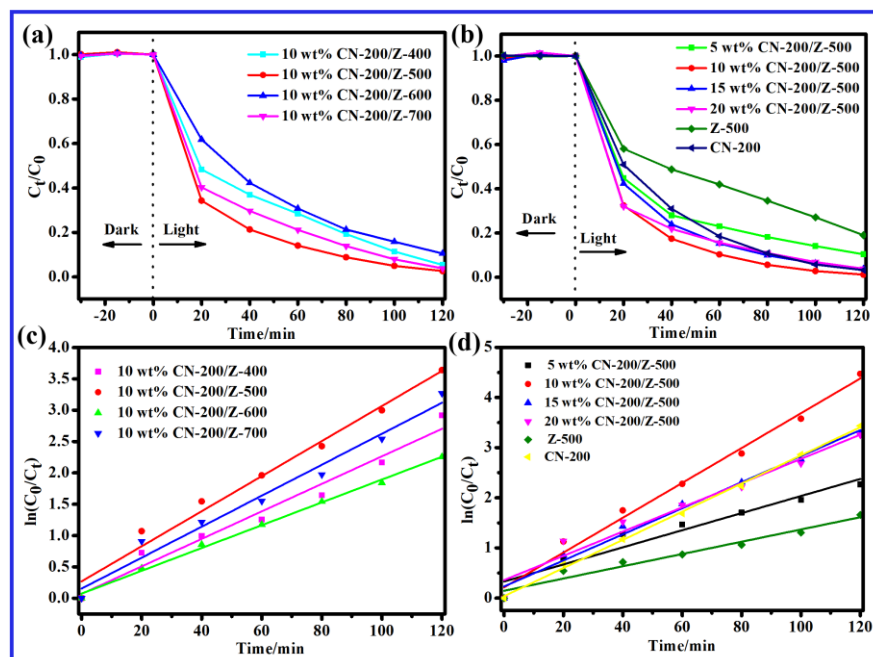 (a)
10 wt% CN-200/Z-400
10 wt% CN-200/Z-500
10 wt% CN-200/Z-600
10 wt% CN-200/Z-700
1.0
0.8
0.6
0.4
0.2
0.0
Ct/C0
Dark
Light
-20 0 20 40 60 80 100 120
Time/min
(b)
5 wt% CN-200/Z-500
10 wt% CN-200/Z-500
15 wt% CN-200/Z-500
20 wt% CN-200/Z-500
Z-500
CN-200
1.0
0.8
0.6
0.4
0.2
0.0
Ct/C0
Dark
Light
-20 0 20 40 60 80 100 120
Time/min
(c)
10 wt% CN-200/Z-400
10 wt% CN-200/Z-500
10 wt% CN-200/Z-600
10 wt% CN-200/Z-700
4.0
3.5
3.0
2.5
2.0
1.5
1.0
0.5
0.0
ln(C0/Ct)
0 20 40 60 80 100 120
Time/min
(d)
5 wt% CN-200/Z-500
10 wt% CN-200/Z-500
15 wt% CN-200/Z-500
20 wt% CN-200/Z-500
Z-500
CN-200
5
4
3
2
1
0
ln(C0/Ct)
0 20 40 60 80 100 120
Time/min